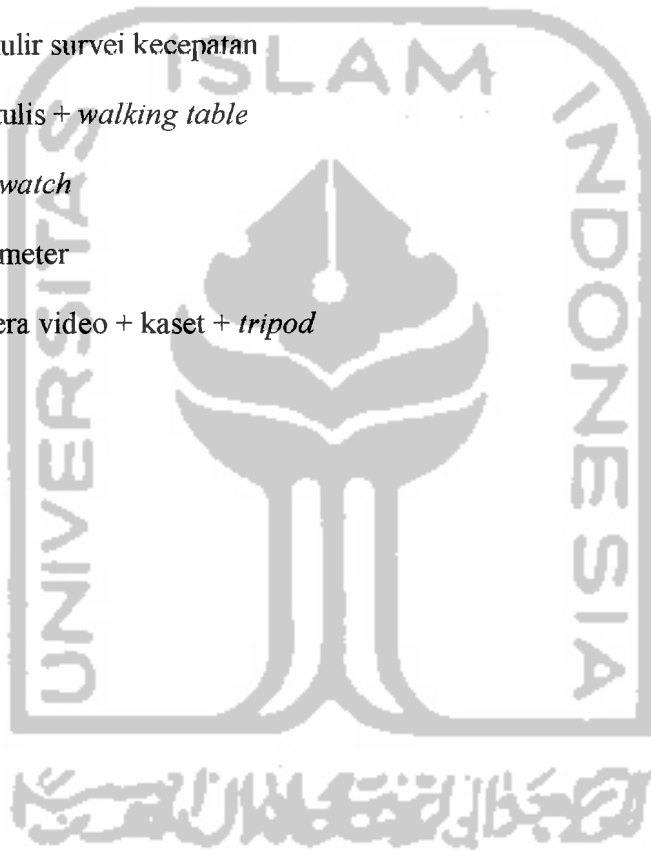 ulir survei kecepatan
ISLAM
tulis + walking table
watch
meter
era video + kaset + tripod
UNIVERSITAS
INDONESIA